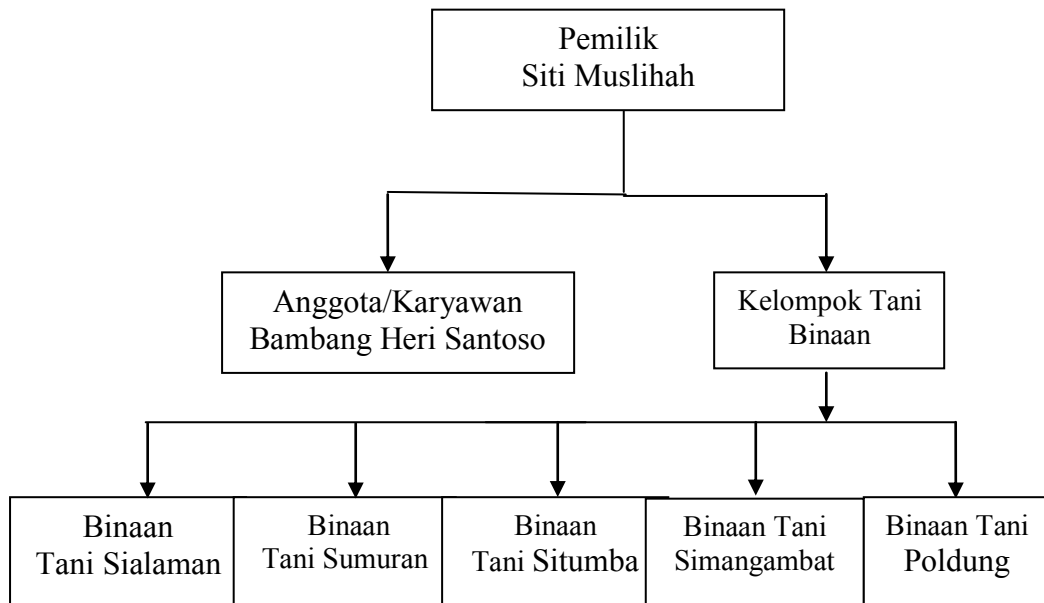 Pemilik
Siti Muslihah
Anggota/Karyawan
Bambang Heri Santoso
Kelompok Tani
Binaan
Binaan
Tani Sialaman
Binaan
Tani Sumuran
Binaan
Tani Situmba
Binaan Tani
Simangambat
Binaan Tani
Poldung